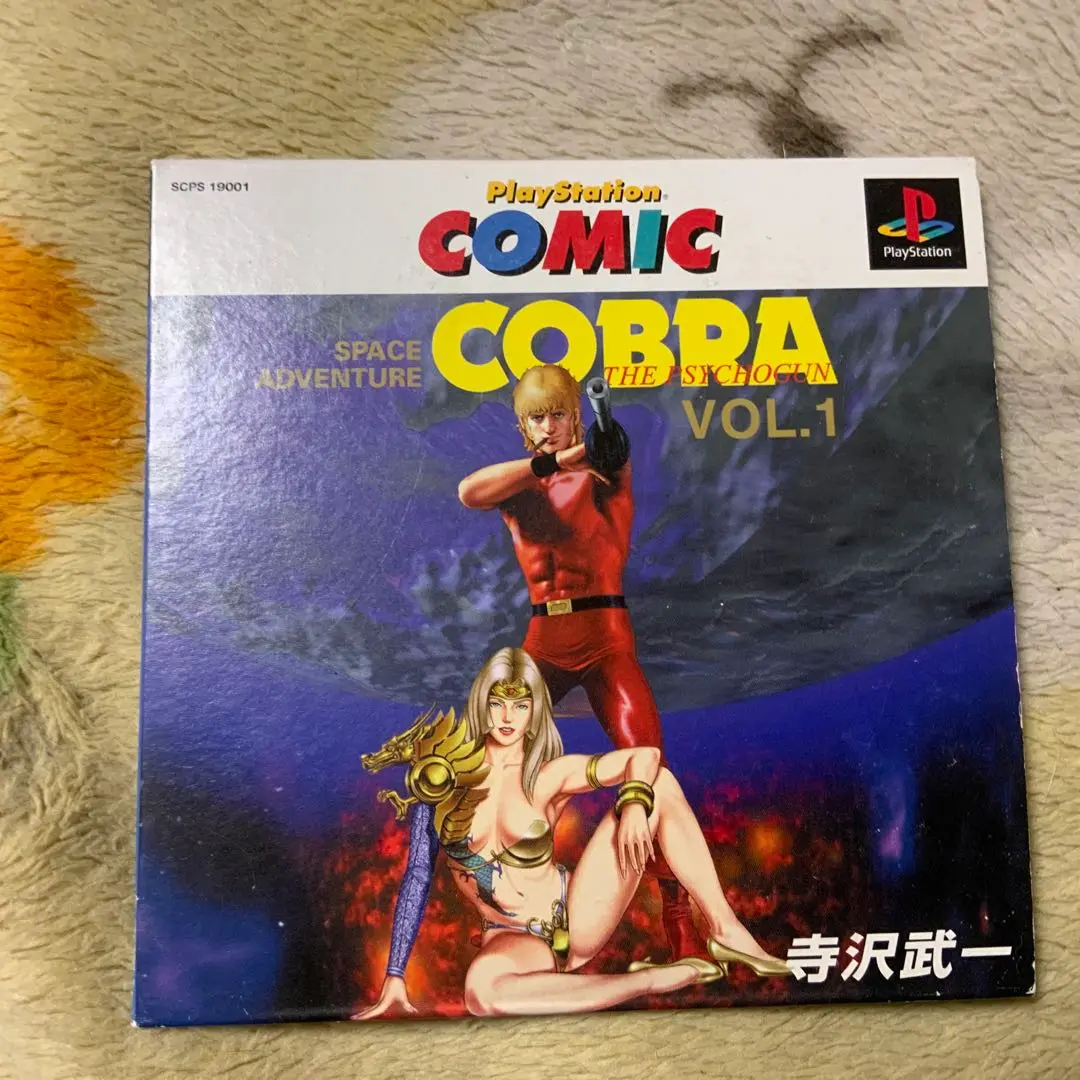 SCPS 19001
PlayStation
COMIC
PlayStation
SPACE ADVENTURE
COBRA
THE PSYCHOGUN
VOL.1
寺沢武一